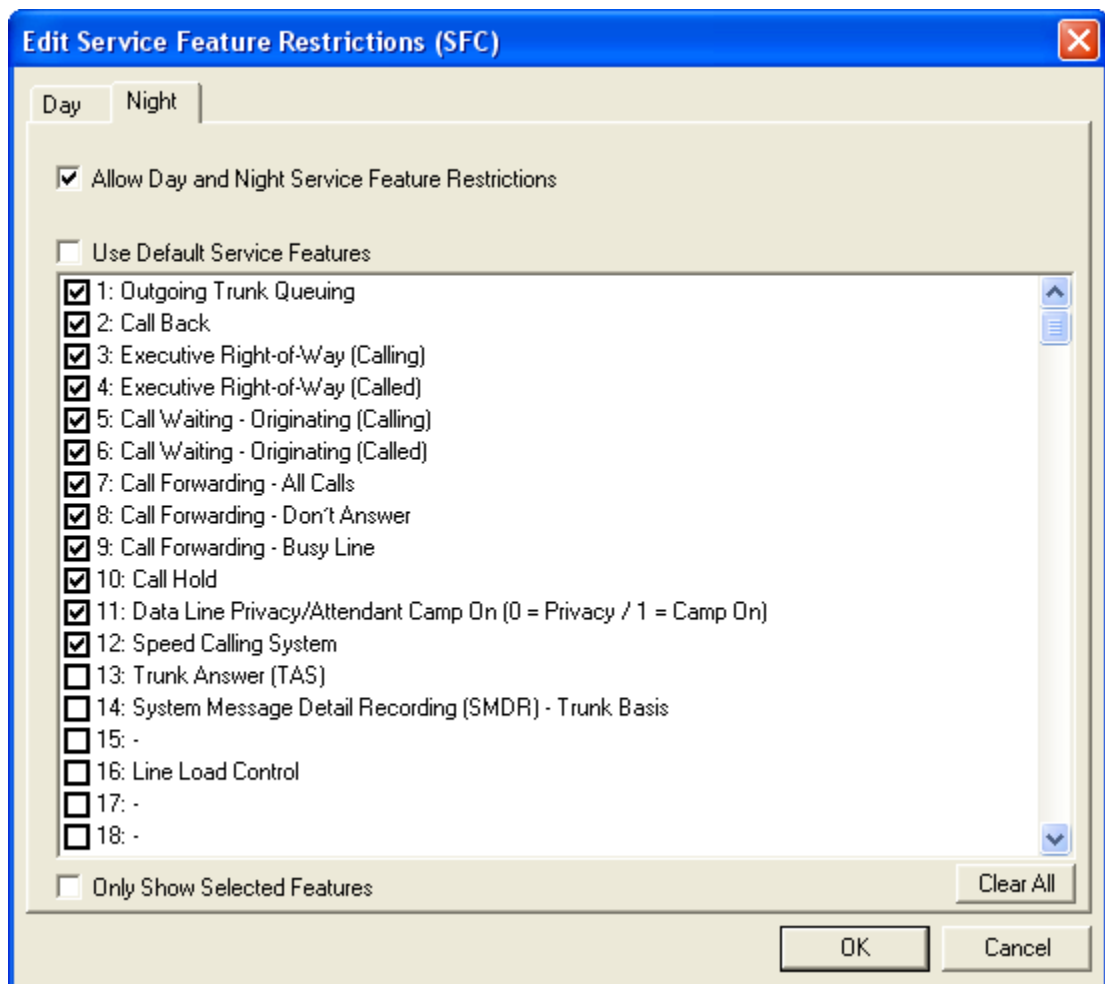 Edit Service Feature Restrictions (SFC)
Day Night
Allow Day and Night Service Feature Restrictions
Use Default Service Features
1: Outgoing Trunk Queuing
2: Call Back
3: Executive Right-of-Way (Calling)
4: Executive Right-of-Way (Called)
5: Call Waiting - Originating (Calling)
6: Call Waiting - Originating (Called)
7: Call Forwarding - All Calls
8: Call Forwarding - Don´t Answer
9: Call Forwarding - Busy Line
10: Call Hold
11: Data Line Privacy/Attendant Camp On (0 = Privacy / 1 = Camp On)
12: Speed Calling System
13: Trunk Answer (TAS)
14: System Message Detail Recording (SMDR) - Trunk Basis
15: -
16: Line Load Control
17: -
18: -
Only Show Selected Features
Clear All
OK Cancel